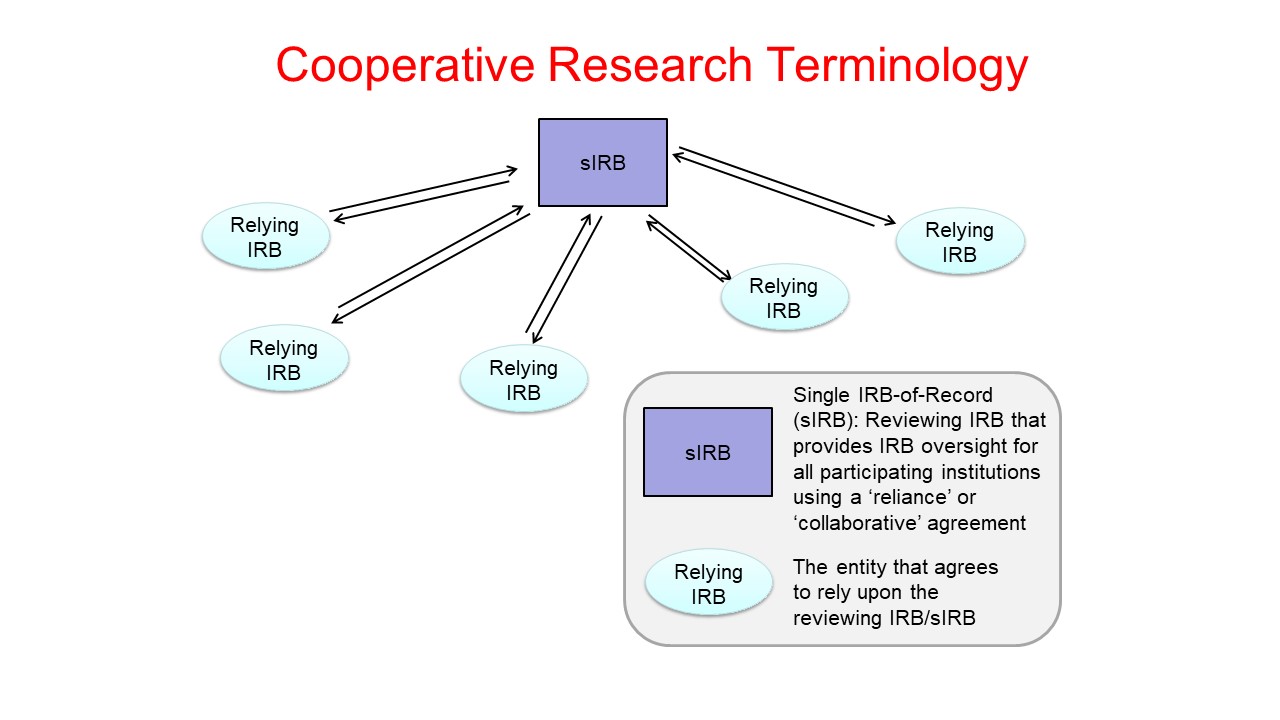 Cooperative Research Terminology
sIRB
Relying
IRB
Relying
IRB
Relying
IRB
Relying
IRB
Relying
IRB
sIRB
Single IRB-of-Record
(sIRB): Reviewing IRB that
provides IRB oversight for
all participating institutions
using a ‘reliance’ or
‘collaborative’ agreement
Relying
IRB
The entity that agrees
to rely upon the
reviewing IRB/sIRB